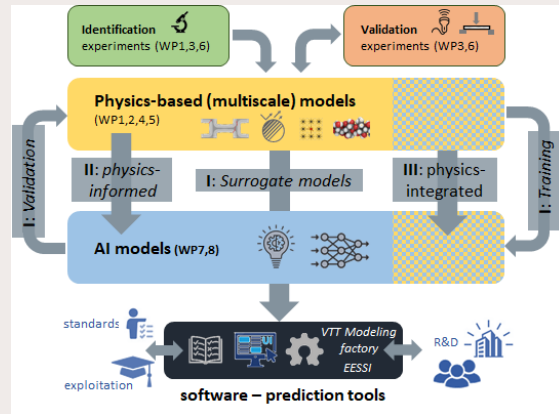 Identification
experiments (WP1,3,6)
Validation
experiments (WP3,6)
Physics-based (multiscale) models
(WP1,2,4,5)
I: Validation
II: physics-
informed
I: Surrogate models
III: physics-
integrated
I: Training
AI models (WP7,8)
standards
exploitation
UI
VTT Modeling
factory
EESSI
R&D
software – prediction tools